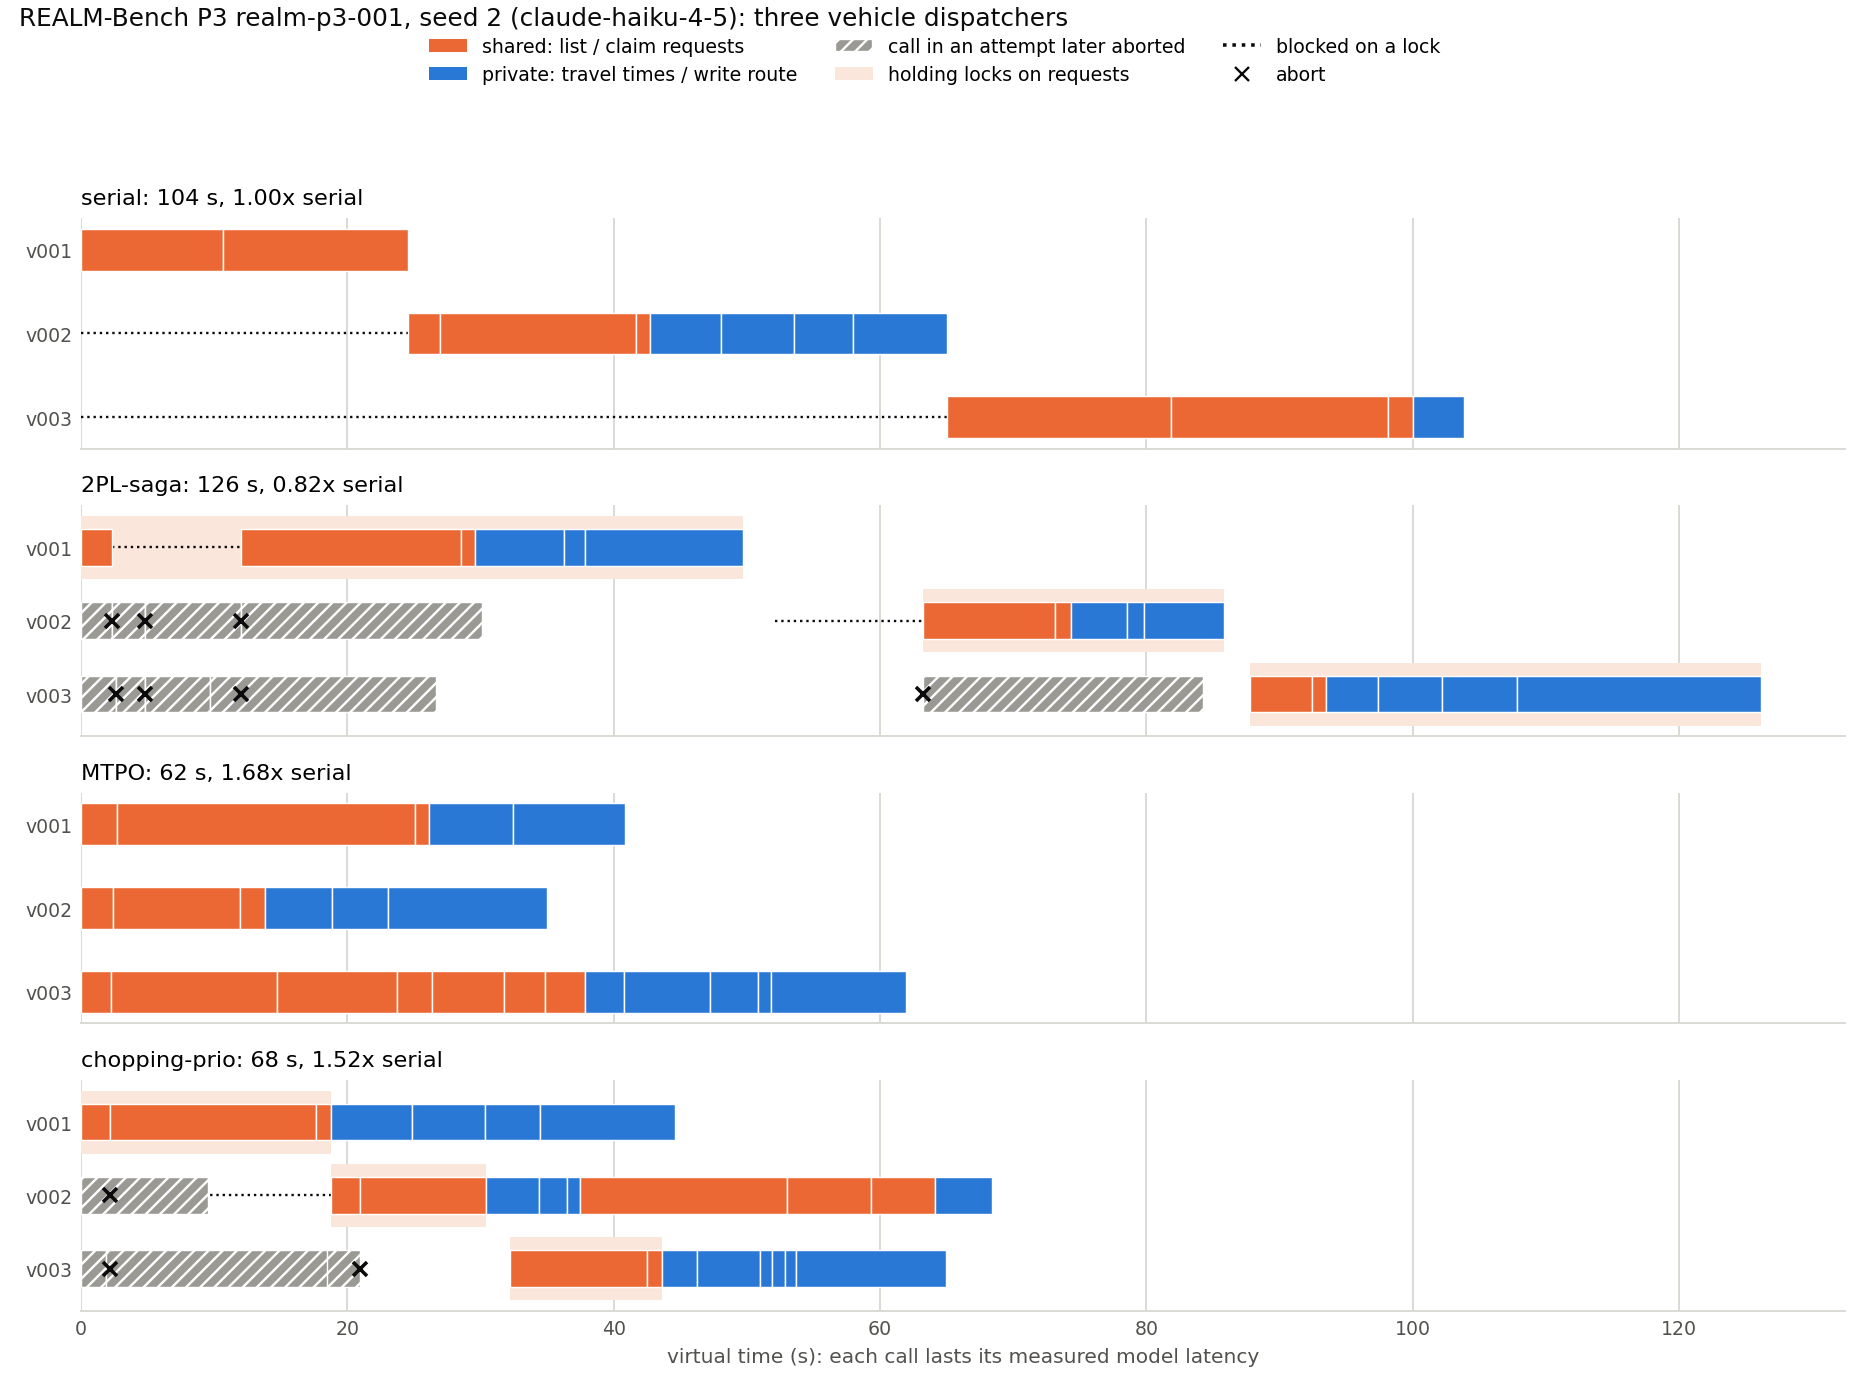 REALM-Bench P3 realm-p3-001, seed 2 (claude-haiku-4-5): three vehicle dispatchers
shared: list / claim requests
private: travel times / write route
call in an attempt later aborted
holding locks on requests
blocked on a lock
abort
serial: 104 s, 1.00x serial
v001
v002
v003
2PL-saga: 126 s, 0.82x serial
v001
v002
v003
MTPO: 62 s, 1.68x serial
v001
v002
v003
chopping-prio: 68 s, 1.52x serial
v001
v002
v003
0 20 40 60 80 100 120
virtual time (s): each call lasts its measured model latency